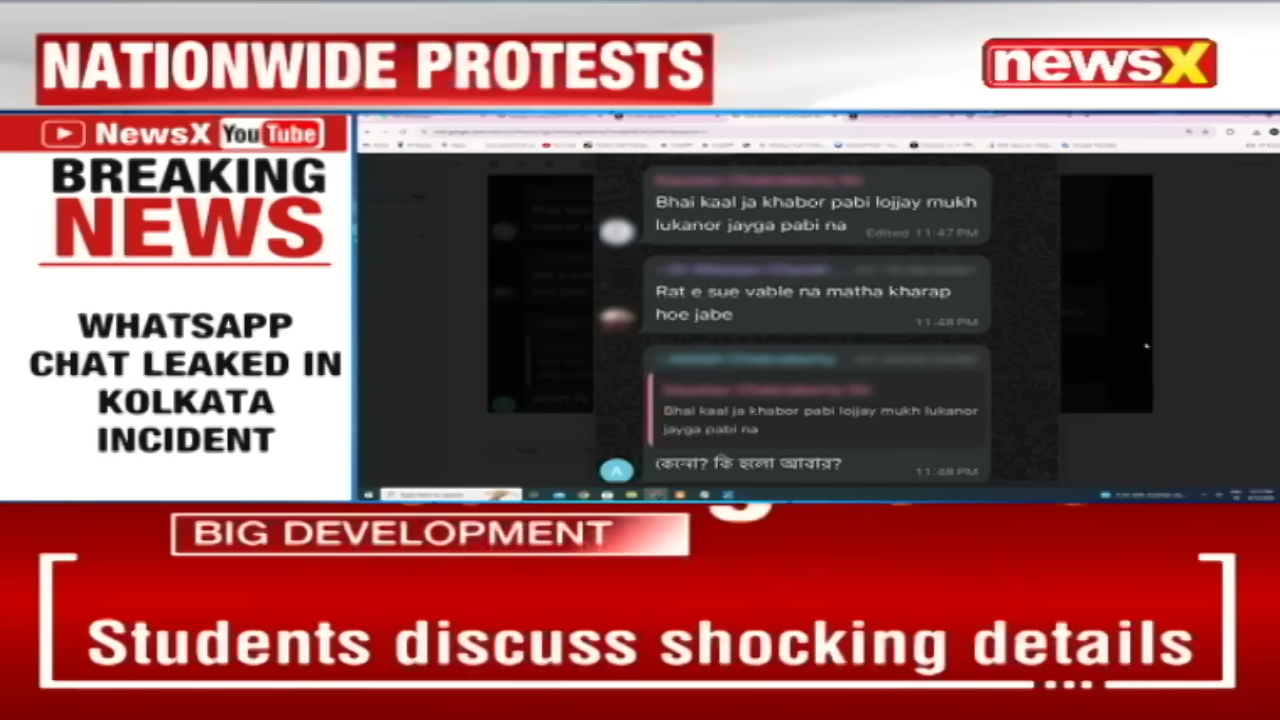 NATIONWIDE PROTESTS
newsX
NewsX YouTube
BREAKING
NEWS
WHATSAPP
CHAT LEAKED IN
KOLKATA
INCIDENT
Bhai kaal ja khabor pabi lojjay mukh
lukanor jayga pabi na
Edited 11:47 PM
Rat e sue vable na matha kharap
hoe jabe
11:48 PM
Bhai kaal ja khabor pabi lojjay mukh lukanor
jayga pabi na
কেনো? কি হলো আবার?
11:48 PM
A
BIG DEVELOPMENT
Students discuss shocking details